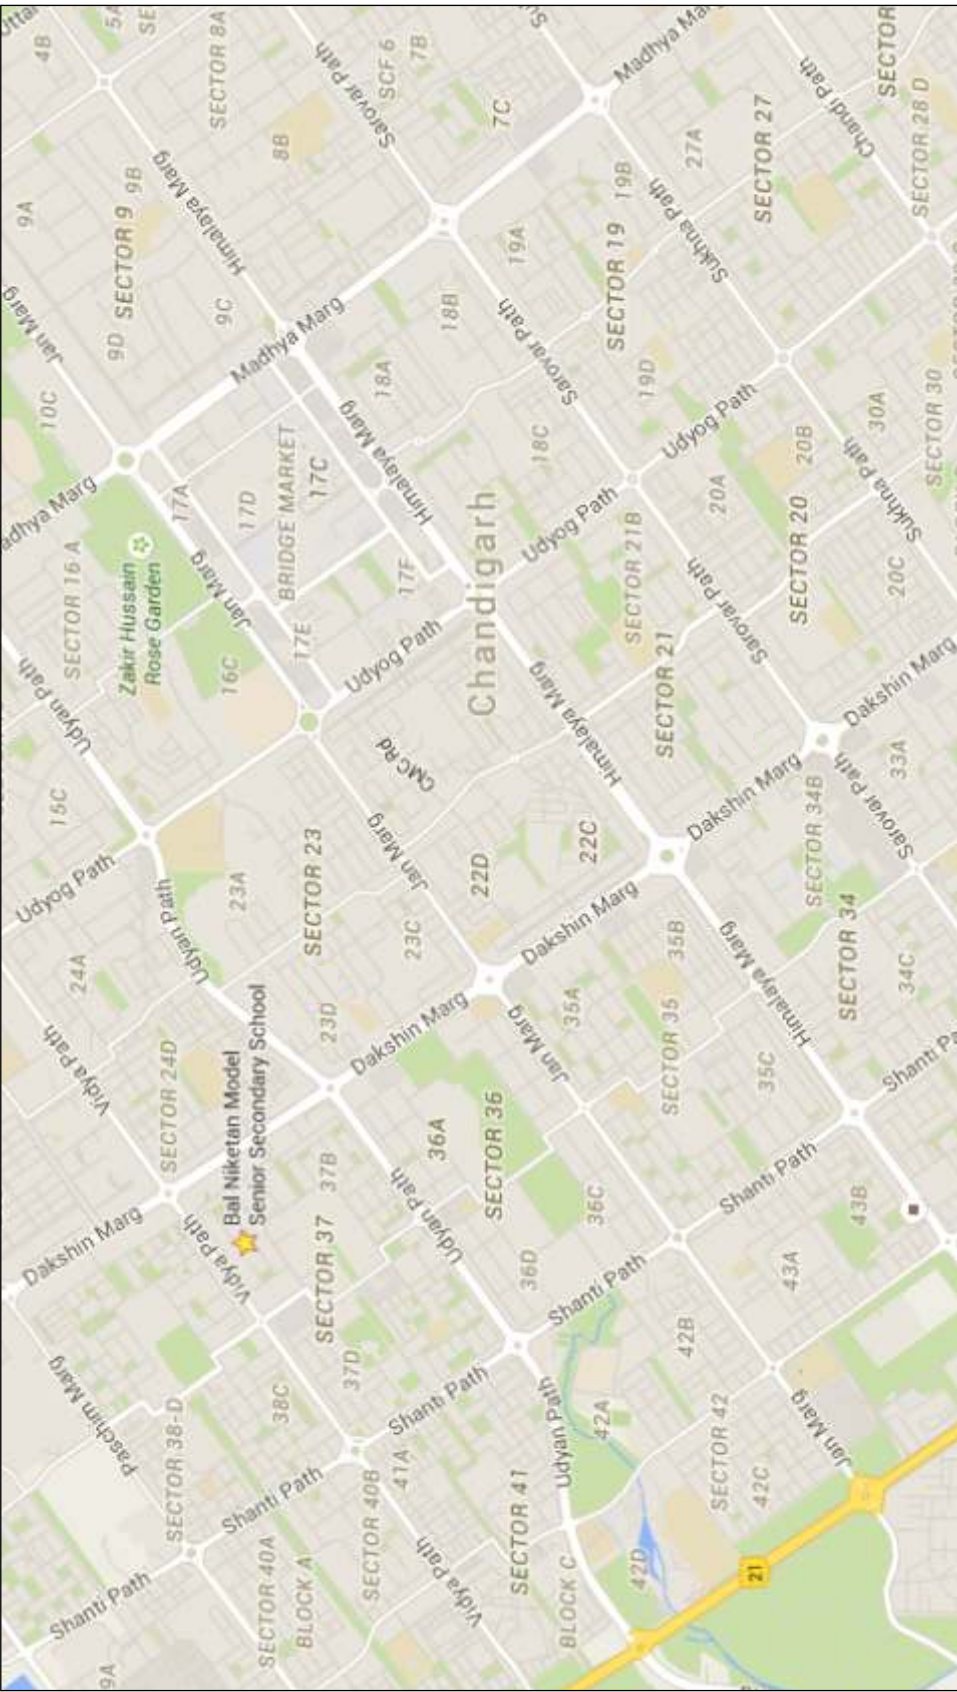 Uttar
4B
5A
SE
SECTOR 8A
Sarovar Path
SCF 6
7B
Su
Madhya Mar
Chandi Path
SECTOR
SECTOR 28 D
9A
9B
SECTOR 9
Himalaya Marg
8B
7C
27A
SECTOR 27
Jan Marg
9D
9C
Madhya Marg
18B
19A
19B
SECTOR 19
Sukhna Path
10C
18A
Himalaya Marg
Sarovar Path
18C
19D
Udyog Path
20B
30A
SECTOR 30
adhya Marg
17A
17D
BRIDGE MARKET
17C
Himalaya Marg
Chandigarh
Udyog Path
20A
Sukhna Path
SECTOR 16 A
Zakir Hussain
Rose Garden
Jan Marg
17F
SECTOR 21B
SECTOR 20
20C
Udyan Path
16C
17E
Udyog Path
Himalaya Marg
SECTOR 21
Sarovar Path
Dakshin Marg
15C
CMC Rd
Jan Marg
Dakshin Marg
33A
SECTOR 34B
Sarovar Path
Udyog Path
Udyan Path
23A
SECTOR 23
23C
22D
22C
Dakshin Marg
35B
24A
23D
Dakshin Marg
35A
Himalaya Marg
SECTOR 34
34C
Vidya Path
SECTOR 24D
Bal Niketan Model
Senior Secondary School
Jan Marg
SECTOR 35
35C
Shanti Pa
37B
36A
SECTOR 36
Shanti Path
Dakshin Marg
Vidya Path
SECTOR 37
Udyan Path
36C
36D
43B
43A
Shanti Path
Paschim Marg
37D
42B
SECTOR 38-D
38C
Shanti Path
Udyan Path
42A
SECTOR 42
Jan Marg
Shanti Path
SECTOR 40B
41A
SECTOR 41
42C
Shanti Path
SECTOR 40A
BLOCK A
Vidya Path
BLOCK C
42D
21
9A